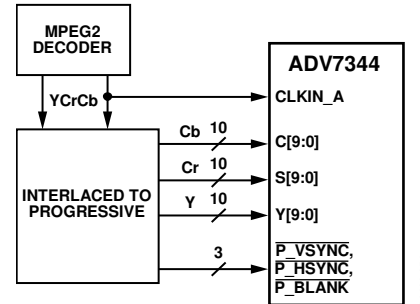 MPEG2
DECODER
ADV7344
YCrCb
CLKIN_A
Cb 10
C[9:0]
Cr 10
S[9:0]
INTERLACED TO
PROGRESSIVE
Y 10
Y[9:0]
3
P_VSYNC,
P_HSYNC,
P_BLANK